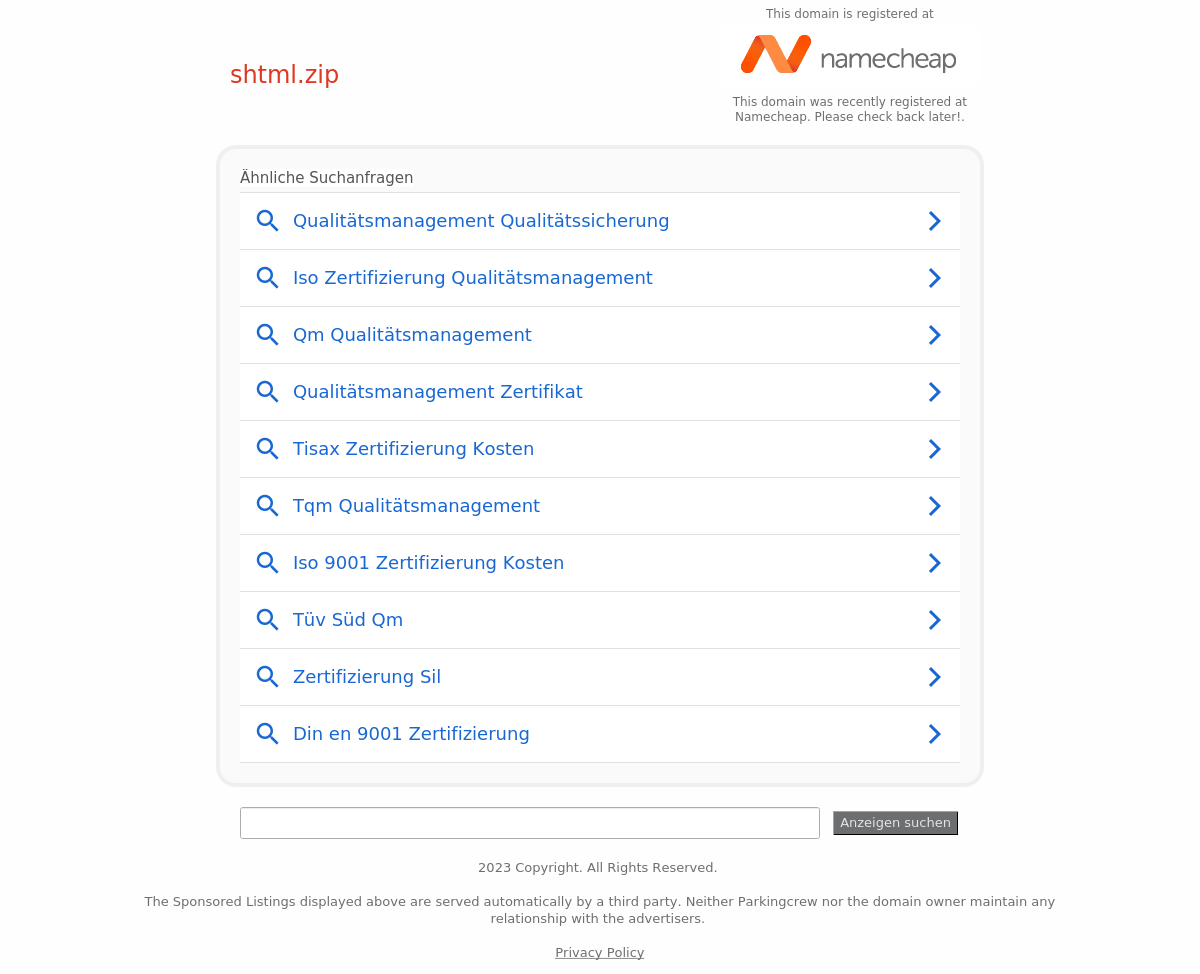 This domain is registered at
namecheap
shtml.zip
This domain was recently registered at
Namecheap. Please check back later!.
Ähnliche Suchanfragen
Qualitätsmanagement Qualitätssicherung
Iso Zertifizierung Qualitätsmanagement
Qm Qualitätsmanagement
Qualitätsmanagement Zertifikat
Tisax Zertifizierung Kosten
Tqm Qualitätsmanagement
Iso 9001 Zertifizierung Kosten
Tüv Süd Qm
Zertifizierung Sil
Din en 9001 Zertifizierung
Anzeigen suchen
2023 Copyright. All Rights Reserved.
The Sponsored Listings displayed above are served automatically by a third party. Neither Parkingcrew nor the domain owner maintain any
relationship with the advertisers.
Privacy Policy